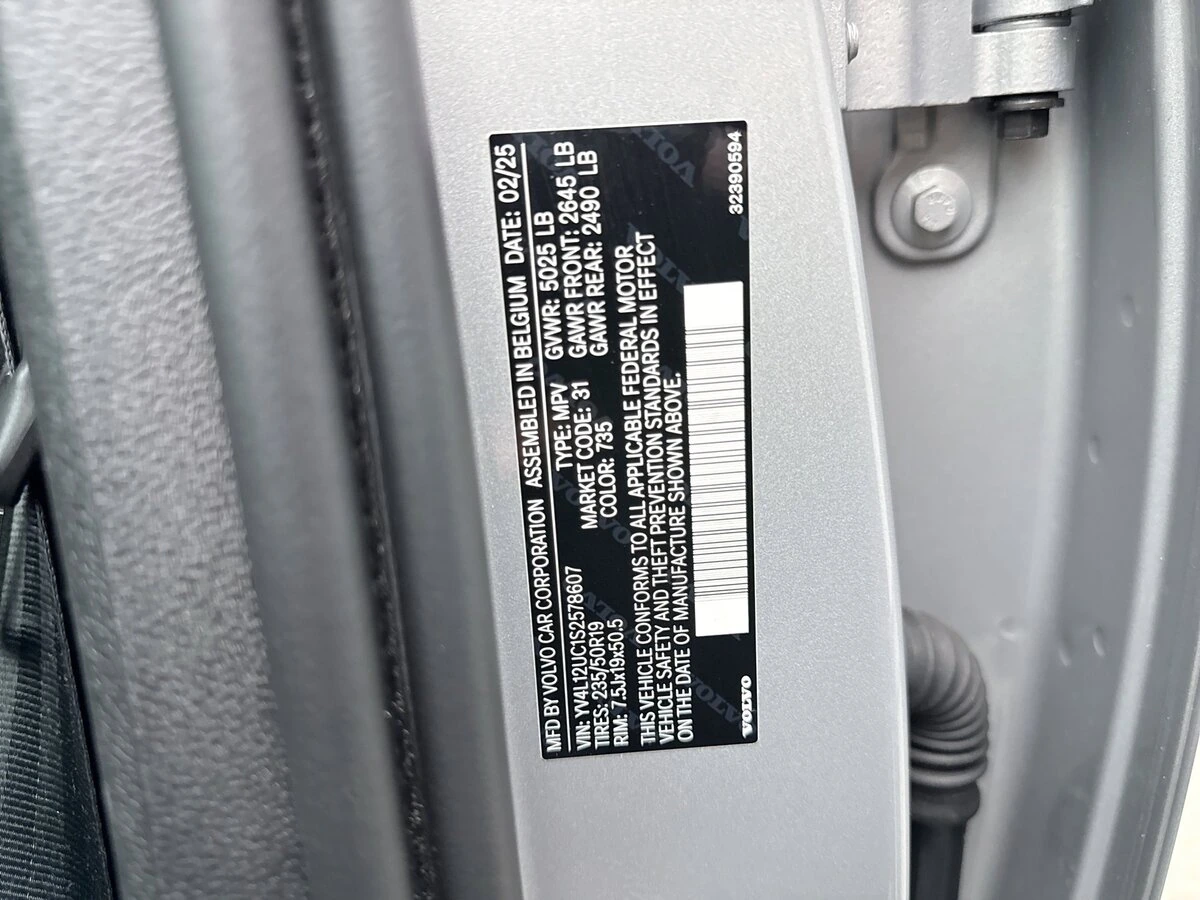 MFD BY VOLVO CAR CORPORATION ASSEMBLED IN BELGIUM DATE: 02/25
VIN: YV4L12UC1S2578607 TYPE: MPV GVWR: 5025 LB
TIRES: 235/50R19 MARKET CODE: 31 GAWR FRONT: 2645 LB
RIM: 7.5Jx19x50.5 COLOR: 735 GAWR REAR: 2490 LB
THIS VEHICLE CONFORMS TO ALL APPLICABLE FEDERAL MOTOR
VEHICLE SAFETY AND THEFT PREVENTION STANDARDS IN EFFECT
ON THE DATE OF MANUFACTURE SHOWN ABOVE.
VOLVO 32390594